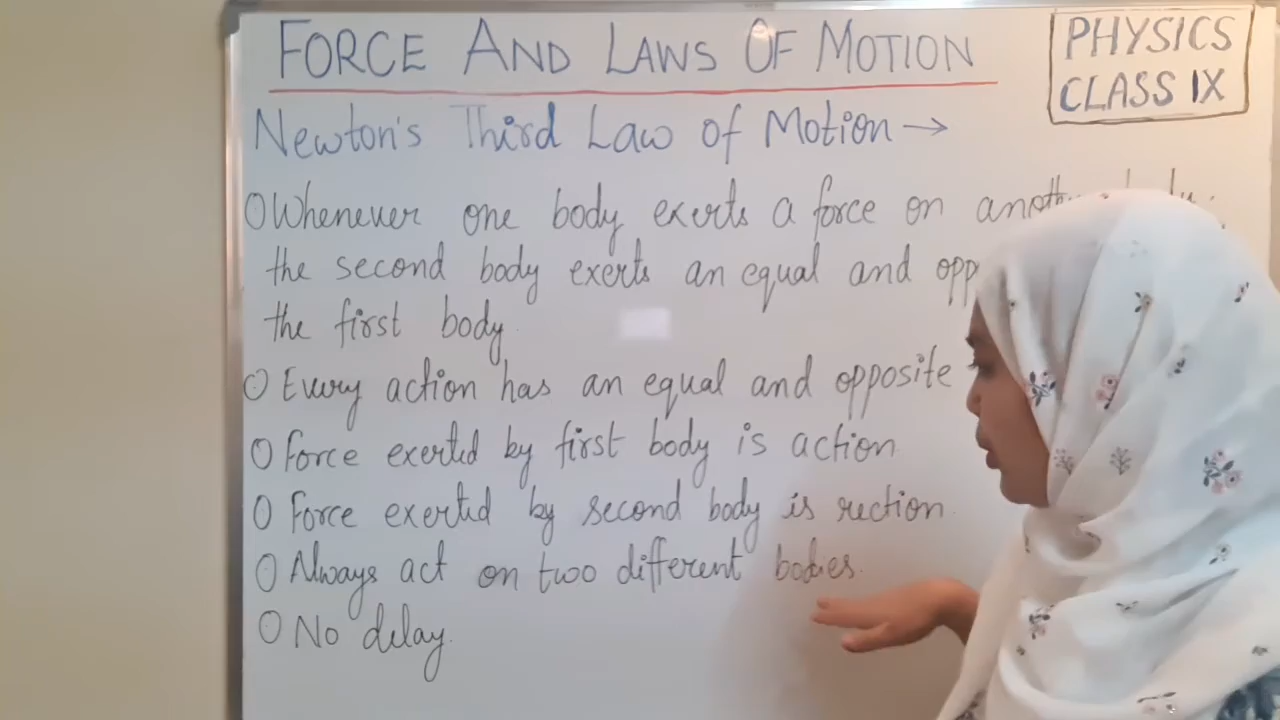 FORCE AND LAWS OF MOTION
PHYSICS
CLASS IX
Newton's Third Law of Motion →
Whenever one body exerts a force on
the second body exerts an equal and
the first body
Every action has an equal and opposite
Force exerted by first body is action
Force exerted by second body is rection
Always act on two different bodies.
No delay.